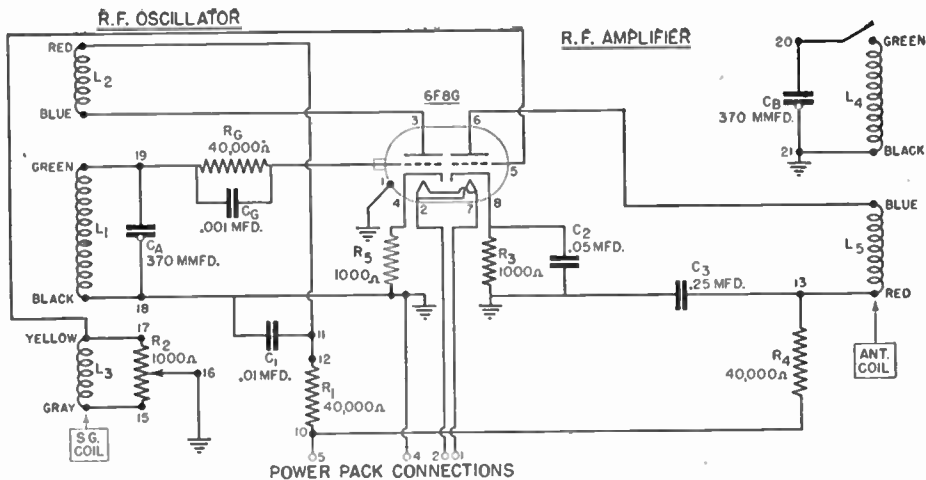 R.F. OSCILLATOR
R.F. AMPLIFIER
RED
L2
BLUE
6F8G
3
6
20
GREEN
CB
370 MMFD.
L4
21
BLACK
GREEN
19
RG
40,000Ω
CG
.001 MFD.
1
4
2
7
8
5
L1
CA
370 MMFD.
BLACK
18
R5
1000Ω
R3
1000Ω
C2
.05 MFD.
C3
.25 MFD.
13
BLUE
L5
RED
YELLOW
17
R2
1000Ω
16
L3
GRAY
15
S.G.
COIL
C1
.01 MFD.
11
12
R1
40,000Ω
10
R4
40,000Ω
ANT.
COIL
5
4
2
1
POWER PACK CONNECTIONS